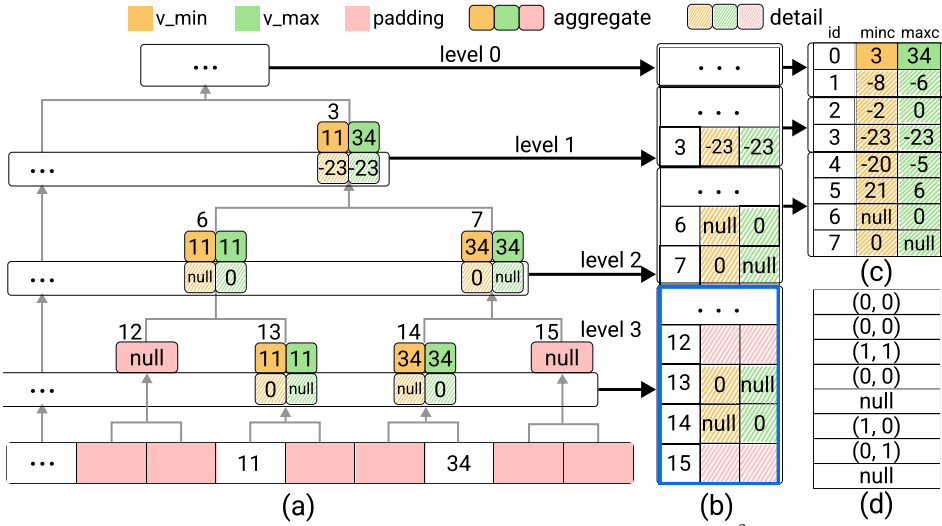 v_min v_max padding aggregate detail
id minc maxc
... level 0 . . . 0 3 34
1 -8 -6
3 . . . 2 -2 0
11 34 level 1 3 -23 -23 3 -23 -23
... -23 -23 4 -20 -5
. . . 5 21 6
6 7 6 null 0 6 null 0
11 11 34 34 level 2 7 0 null 7 0 null
... null 0 0 null (c)
12 13 14 15 level 3 . . . (0, 0)
null 11 11 34 34 null 12 (0, 0)
(1, 1)
... 0 null null 0 13 0 null (0, 0)
null
14 null 0 (1, 0)
... 11 34 15 (0, 1)
null
(a) (b) (d)